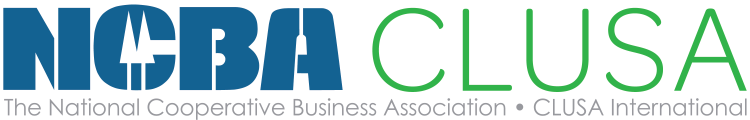 NCBA CLUSA
The National Cooperative Business Association • CLUSA International